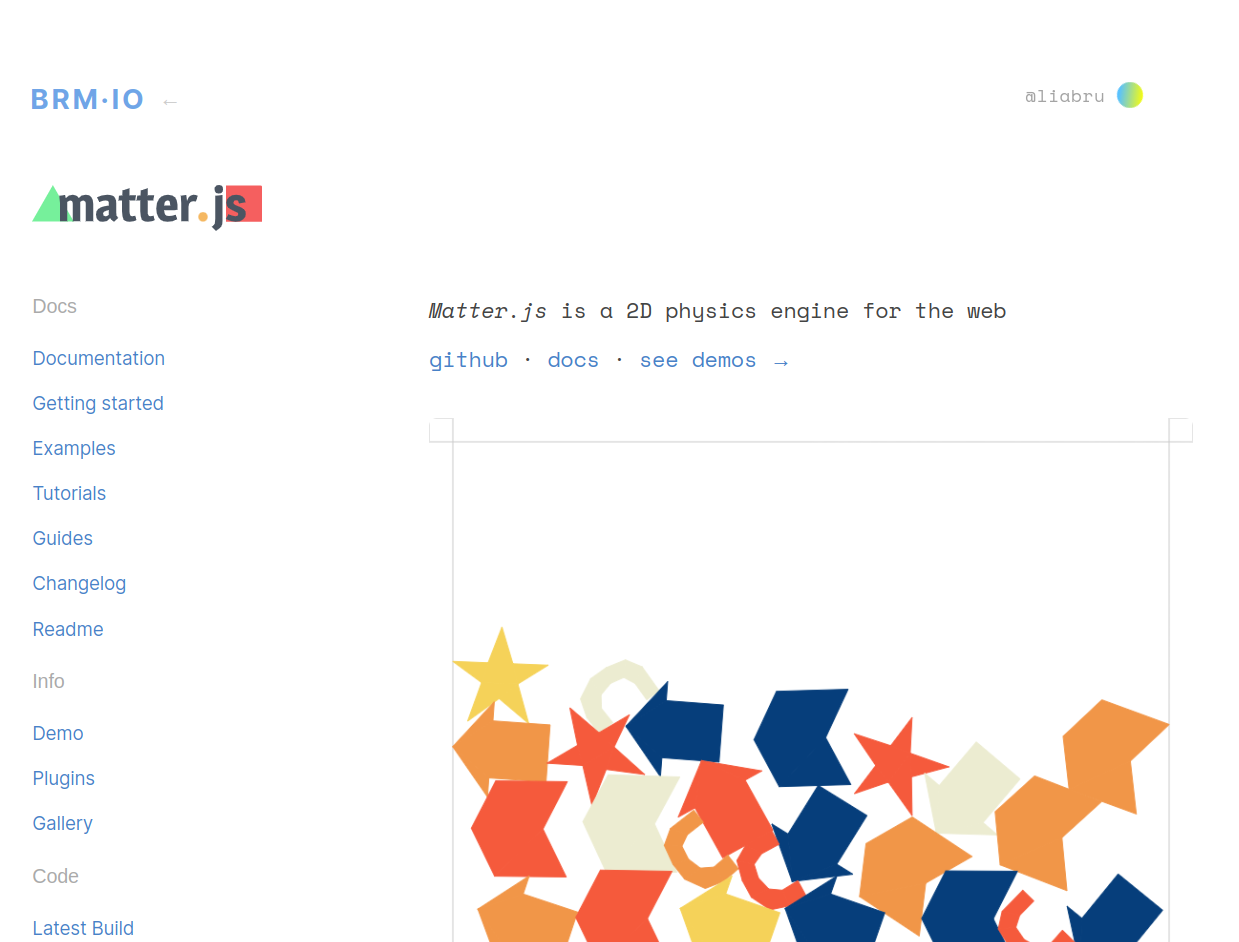 BRM·IO ←
@liabru
matter.js
Docs
Documentation
Getting started
Examples
Tutorials
Guides
Changelog
Readme
Info
Demo
Plugins
Gallery
Code
Latest Build
Matter.js is a 2D physics engine for the web
github · docs · see demos →